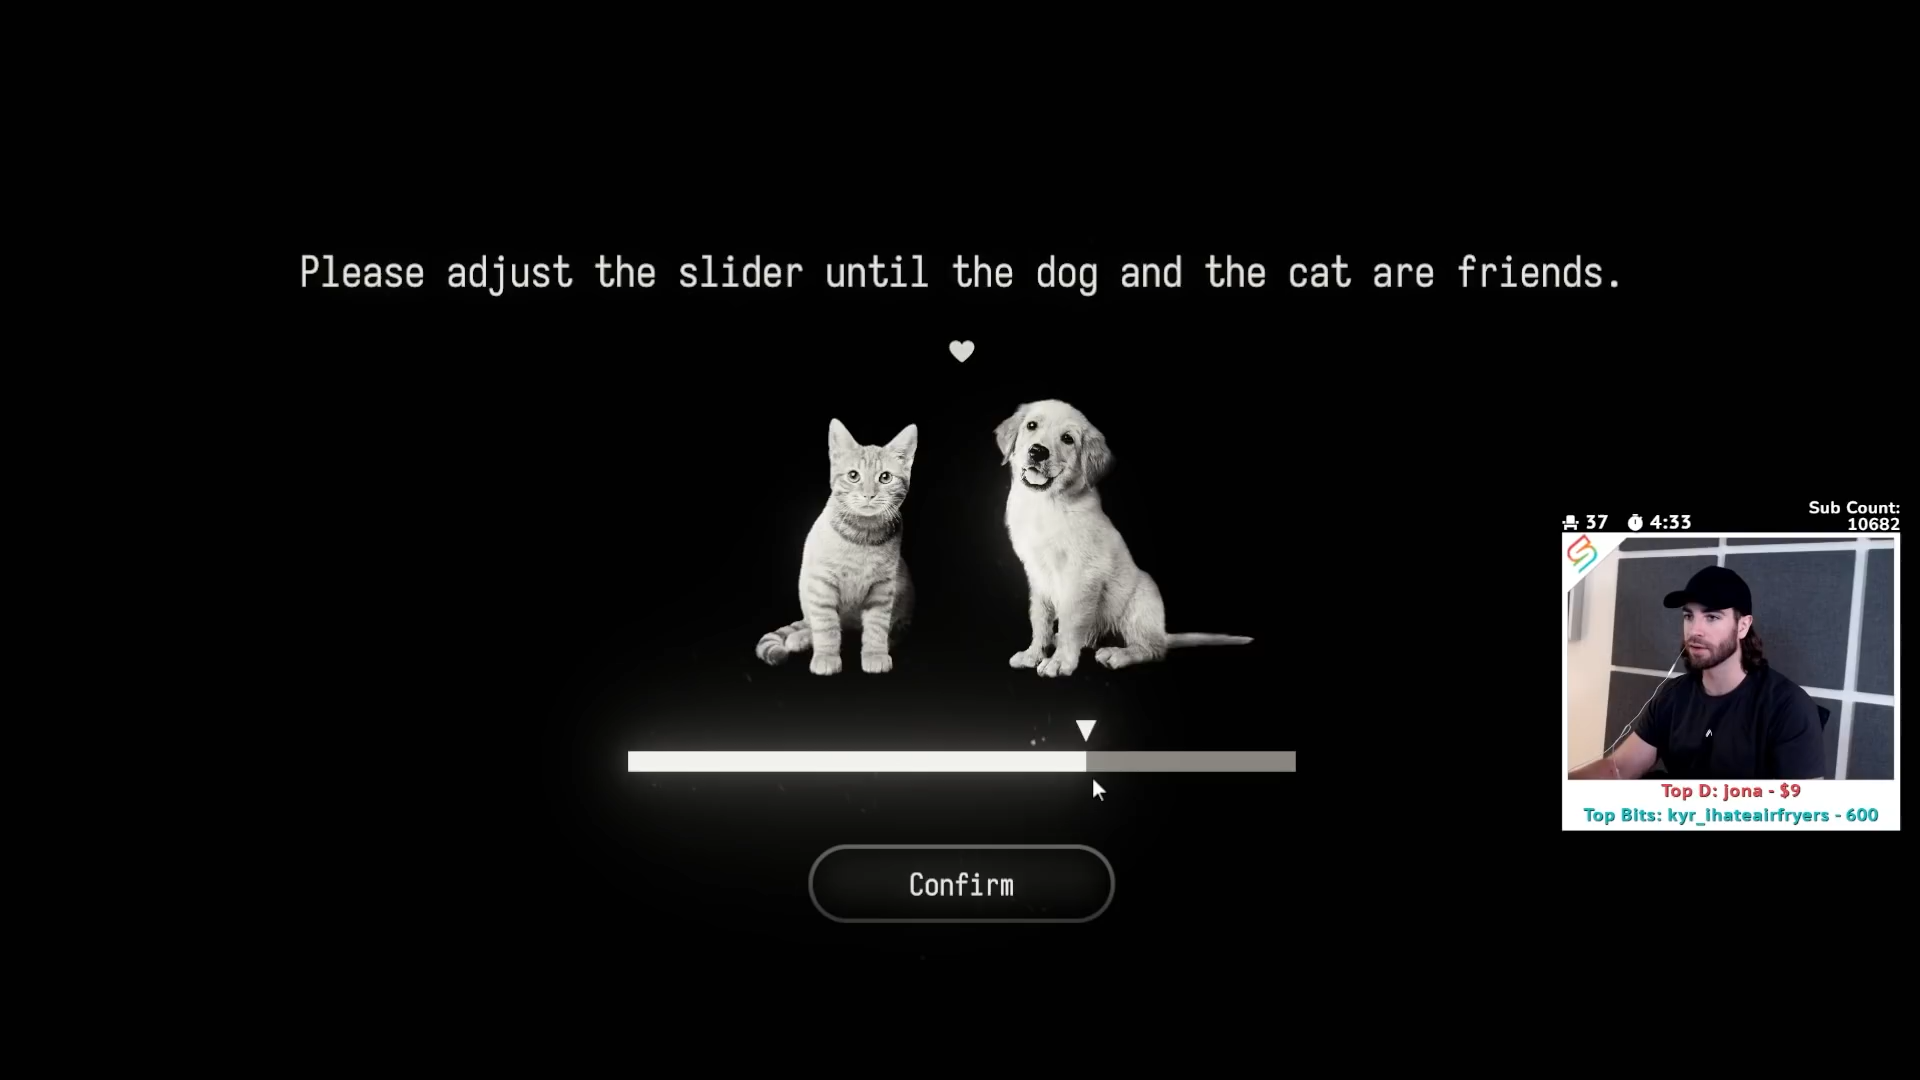 Please adjust the slider until the dog and the cat are friends.
37 4:33
Sub Count:
10682
Top D: jona - $9
Top Bits: kyr_ihateairfryers - 600
Confirm